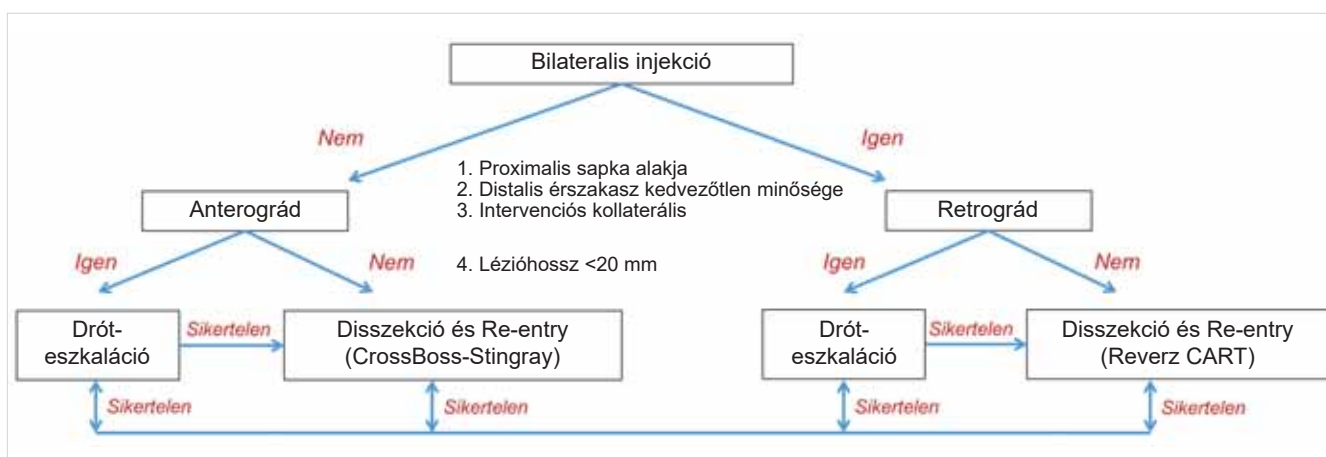 Bilateralis injekció
Nem
Igen
1. Proximalis sapka alakja
2. Distalis érszakasz kedvezőtlen minősége
3. Intervenciós kollaterális
Anterográd
Retrográd
Igen
Nem
4. Lézióhossz <20 mm
Igen
Nem
Drót-
eszkaláció
Sikertelen
Disszekció és Re-entry
(CrossBoss-Stingray)
Drót-
eszkaláció
Sikertelen
Disszekció és Re-entry
(Reverz CART)
Sikertelen
Sikertelen
Sikertelen
Sikertelen